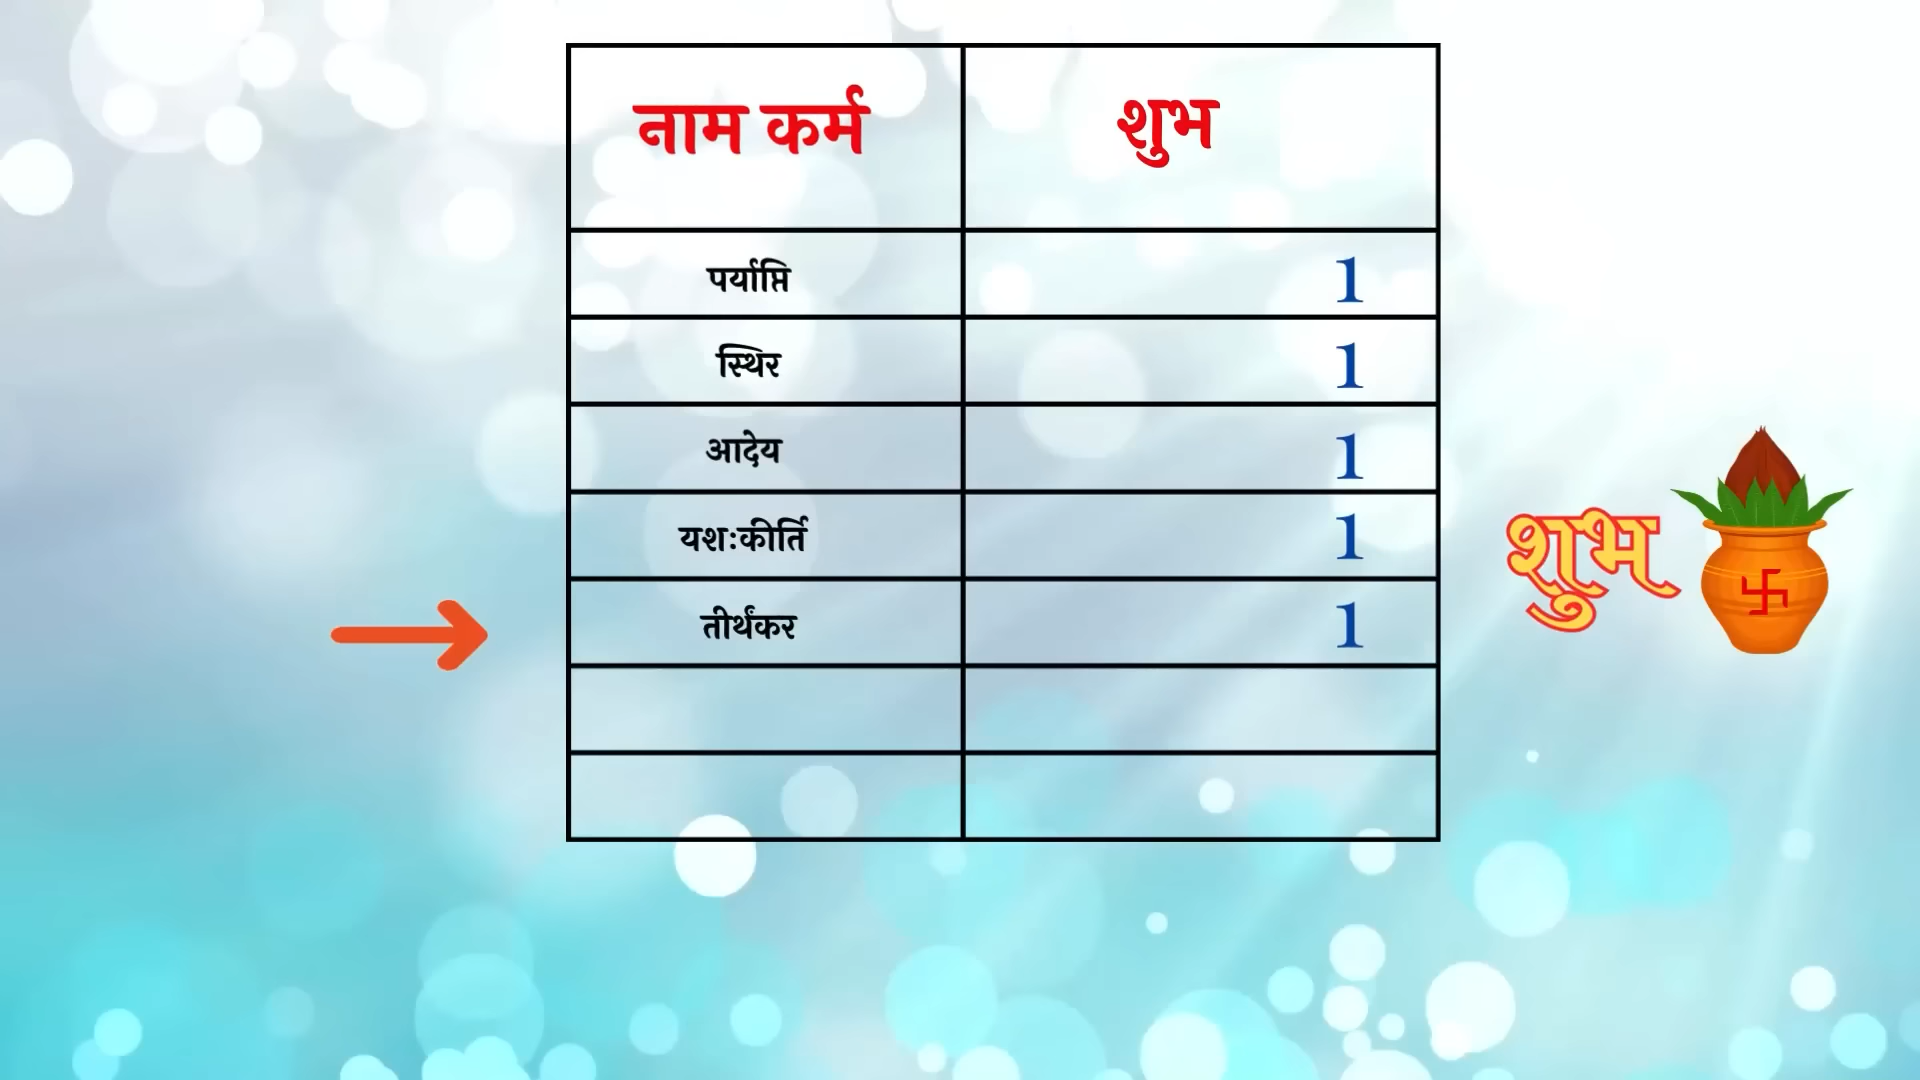 नाम कर्म शुभ
पर्याप्ति 1
स्थिर 1
आदेय 1
यशःकीर्ति 1
तीर्थंकर 1
शुभ